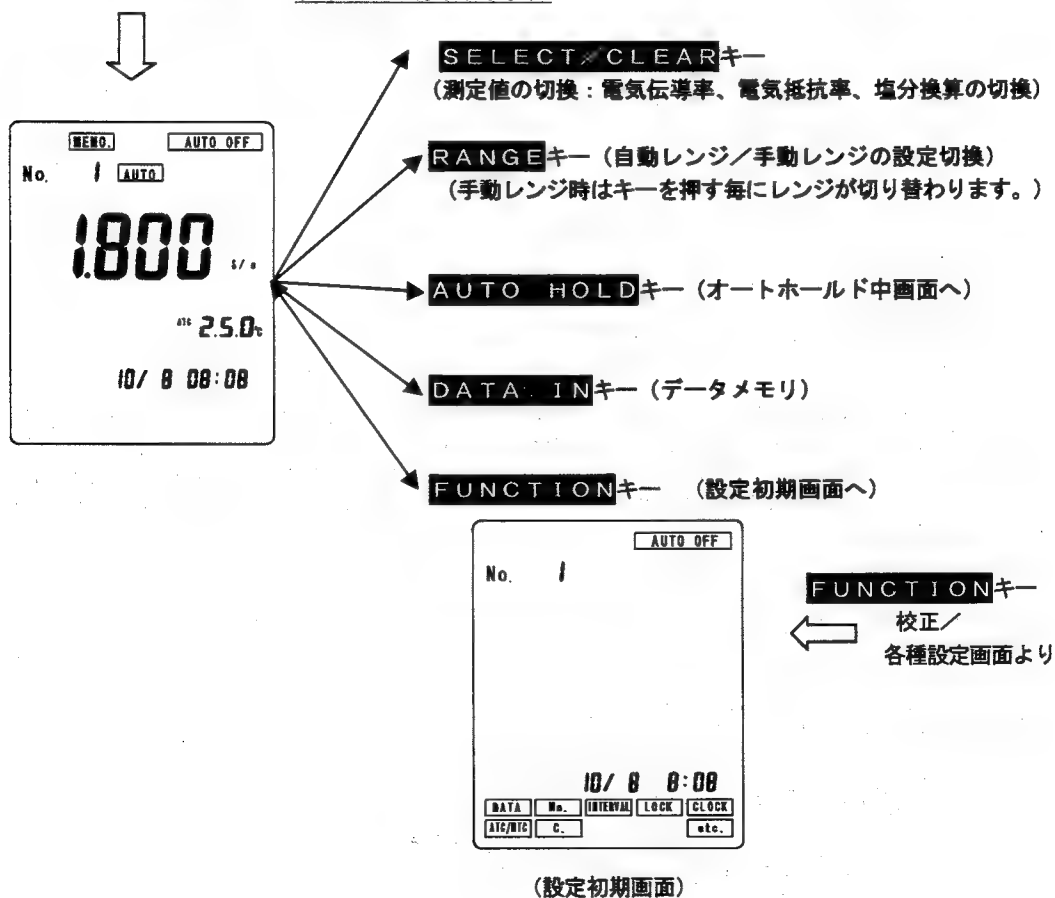 SELECT/CLEARキー
(測定値の切換:電気伝導率、電気抵抗率、塩分換算の切換)
MEMO. AUTO OFF
No. 1 AUTO
RANGEキー(自動レンジ/手動レンジの設定切換)
(手動レンジ時はキーを押す毎にレンジが切り替わります。)
1.800 S/m
AUTO HOLDキー(オートホールド中画面へ)
ATC 2.5.0℃
10/ 8 08:08
DATA INキー(データメモリ)
FUNCTIONキー (設定初期画面へ)
AUTO OFF
No. 1
FUNCTIONキー
校正/
各種設定画面より
10/ 8 8:08
DATA No. INTERVAL LOCK CLOCK
ATC/MTC C. etc.
(設定初期画面)